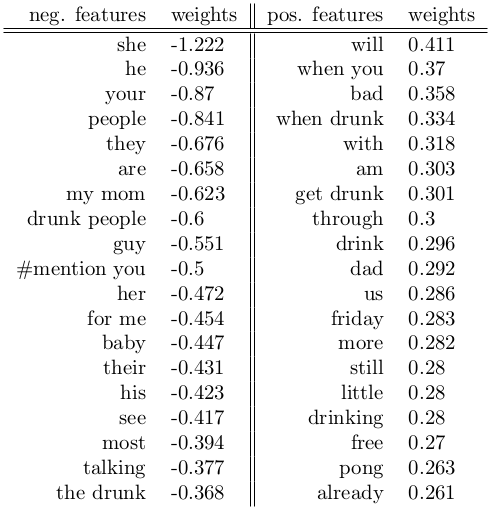 neg. features weights pos. features weights
she -1.222 will 0.411
he -0.936 when you 0.37
your -0.87 bad 0.358
people -0.841 when drunk 0.334
they -0.676 with 0.318
are -0.658 am 0.303
my mom -0.623 get drunk 0.301
drunk people -0.6 through 0.3
guy -0.551 drink 0.296
#mention you -0.5 dad 0.292
her -0.472 us 0.286
for me -0.454 friday 0.283
baby -0.447 more 0.282
their -0.431 still 0.28
his -0.423 little 0.28
see -0.417 drinking 0.28
most -0.394 free 0.27
talking -0.377 pong 0.263
the drunk -0.368 already 0.261